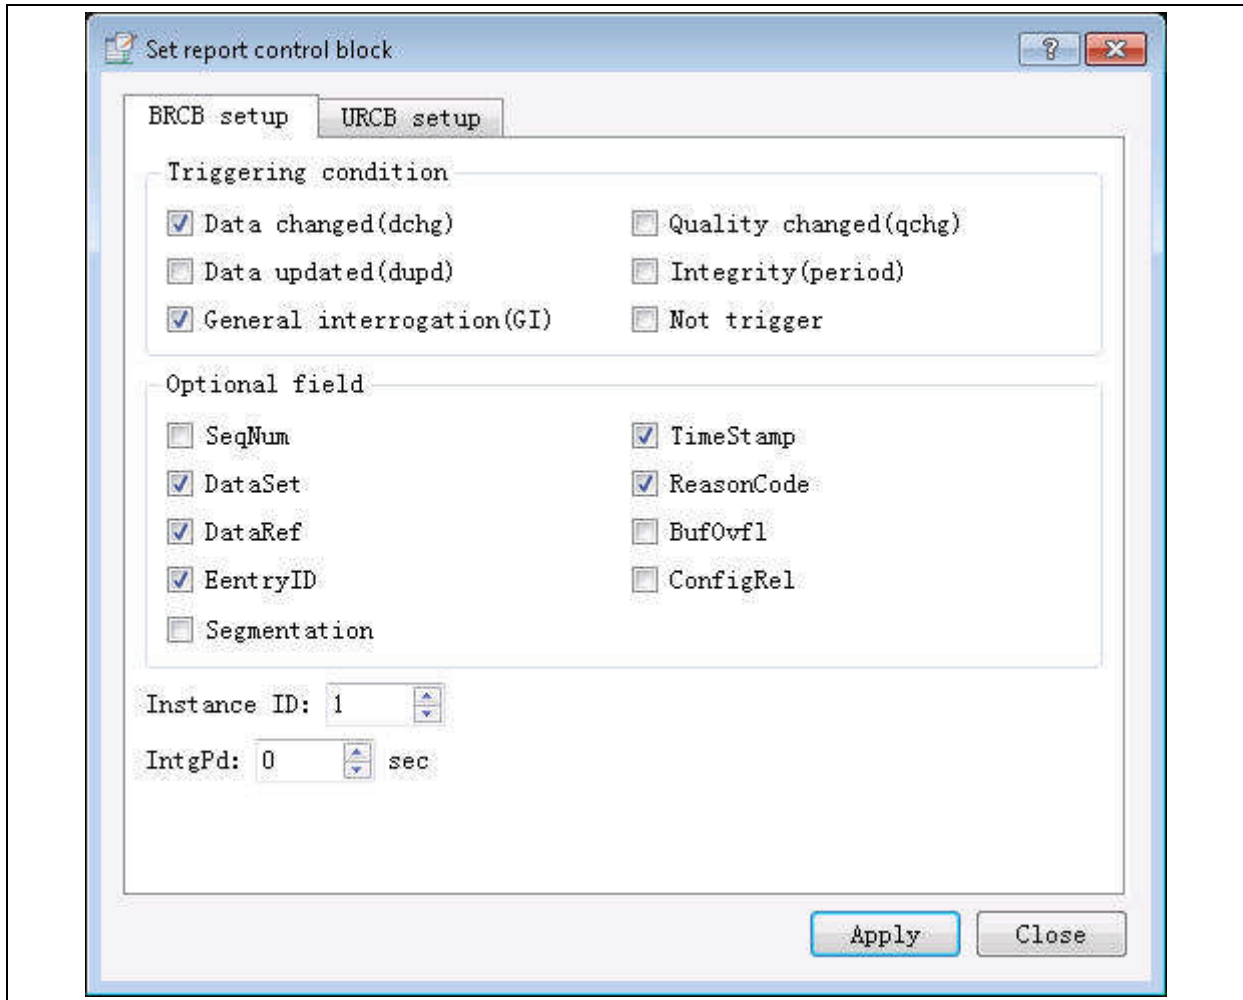 Set report control block
BRCB setup URCB setup
Triggering condition
Data changed(dchg) Quality changed(qchg)
Data updated(dupd) Integrity(period)
General interrogation(GI) Not trigger
Optional field
SeqNum TimeStamp
DataSet ReasonCode
DataRef BufOvfl
EentryID ConfigRel
Segmentation
Instance ID: 1
IntgPd: 0 sec
Apply Close